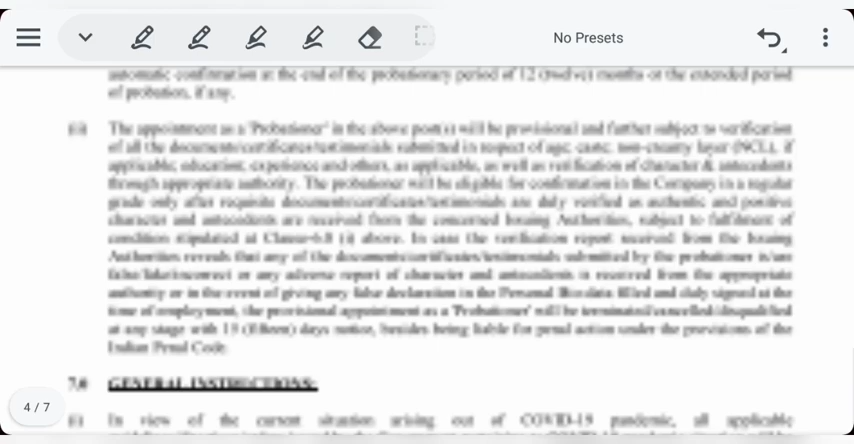 No Presets
automatic confirmation at the end of the probationary period of 12 (twelve) months or the extended period
of probation, if any.
(ii) The appointment as a 'Probationer' in the above post(s) will be provisional and further subject to verification
of all the documents/certificates/testimonials submitted in respect of age, caste, non-creamy layer (NCL), if
applicable, education, experience and others, as applicable, as well as verification of character & antecedents
through appropriate authority. The probationer will be eligible for confirmation in the Company in a regular
grade only after requisite documents/certificates/testimonials are duly verified as authentic and positive
character and antecedents are received from the concerned Issuing Authorities, subject to fulfilment of
condition stipulated at Clause-6.8 (i) above. In case the verification report received from the Issuing
Authorities reveals that any of the documents/certificates/testimonials submitted by the probationer is/are
false/fake/incorrect or any adverse report of character and antecedents is received from the appropriate
authority or in the event of giving any false declaration in the Personal Bio-data filled and duly signed at the
time of employment, the provisional appointment as a 'Probationer' will be terminated/cancelled/disqualified
at any stage with 15 (fifteen) days notice, besides being liable for penal action under the provisions of the
Indian Penal Code.
7.0 GENERAL INSTRUCTIONS:
4 / 7
(i) In view of the current situation arising out of COVID-19 pandemic, all applicable